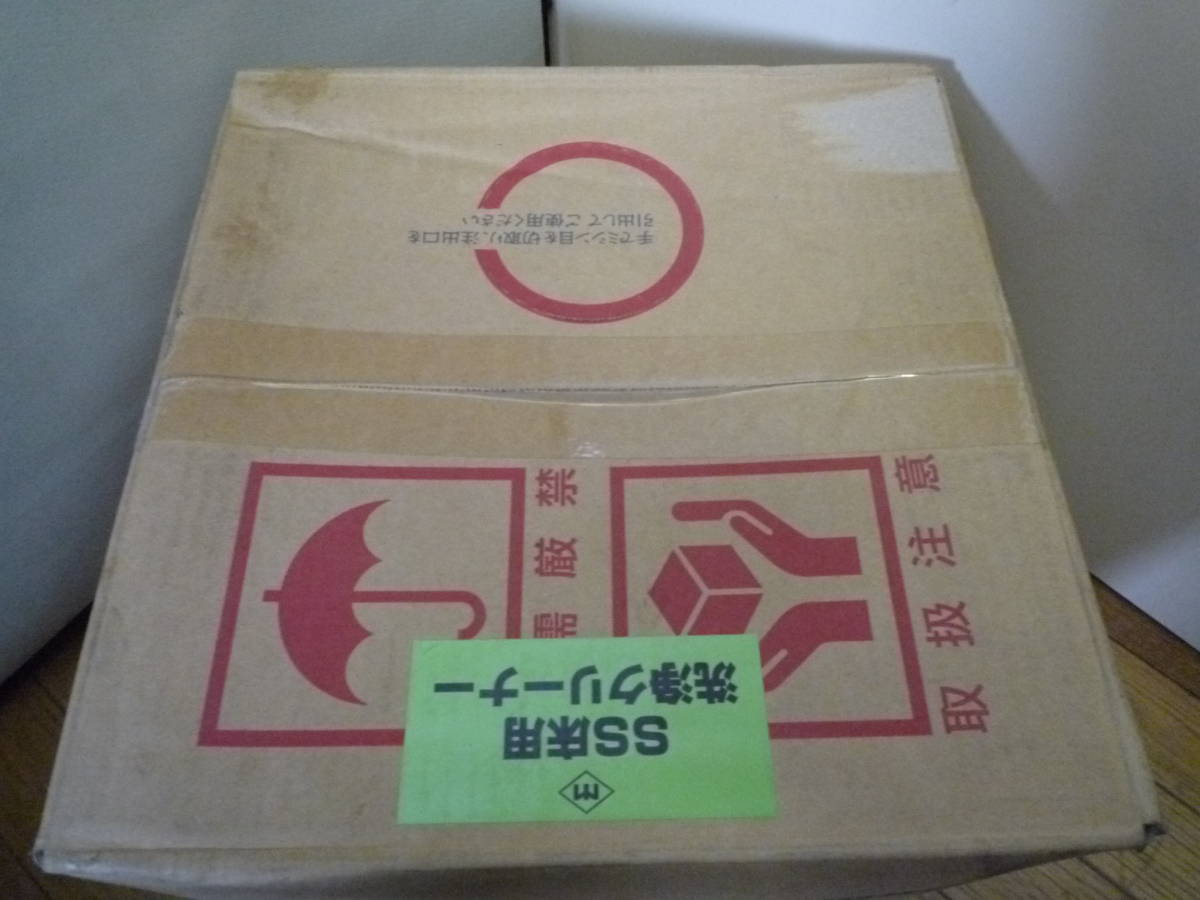 手でミシン目を切取り、注出口を
引出してご使用ください
厳禁
取扱注意
SS床用
洗浄クリーナー